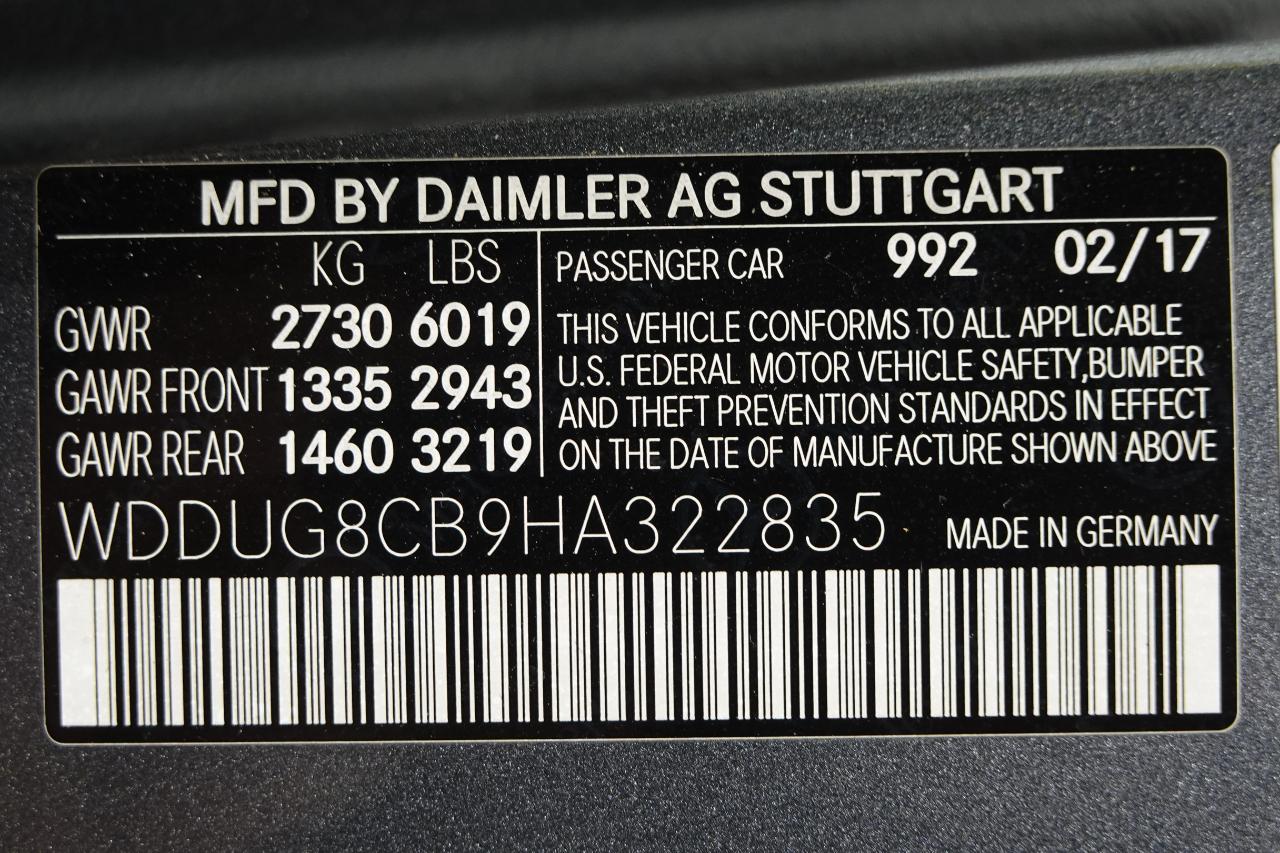 MFD BY DAIMLER AG STUTTGART
KG LBS
GVWR 2730 6019
GAWR FRONT 1335 2943
GAWR REAR 1460 3219
PASSENGER CAR 992 02/17
THIS VEHICLE CONFORMS TO ALL APPLICABLE
U.S. FEDERAL MOTOR VEHICLE SAFETY,BUMPER
AND THEFT PREVENTION STANDARDS IN EFFECT
ON THE DATE OF MANUFACTURE SHOWN ABOVE
WDDUG8CB9HA322835 MADE IN GERMANY